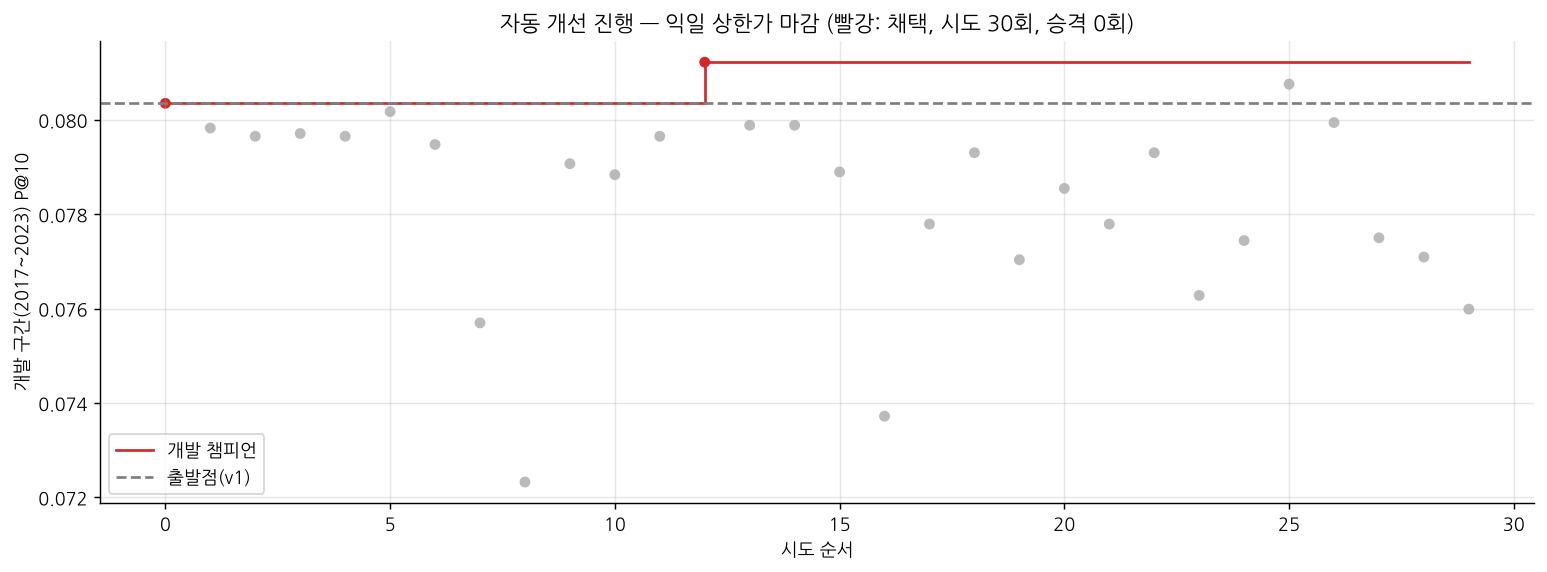 자동 개선 진행 — 익일 상한가 마감 (빨강: 채택, 시도 30회, 승격 0회)
개발 구간(2017~2023) P@10
0.080
0.078
0.076
0.074
0.072
개발 챔피언
출발점(v1)
0
5
10
15
20
25
30
시도 순서